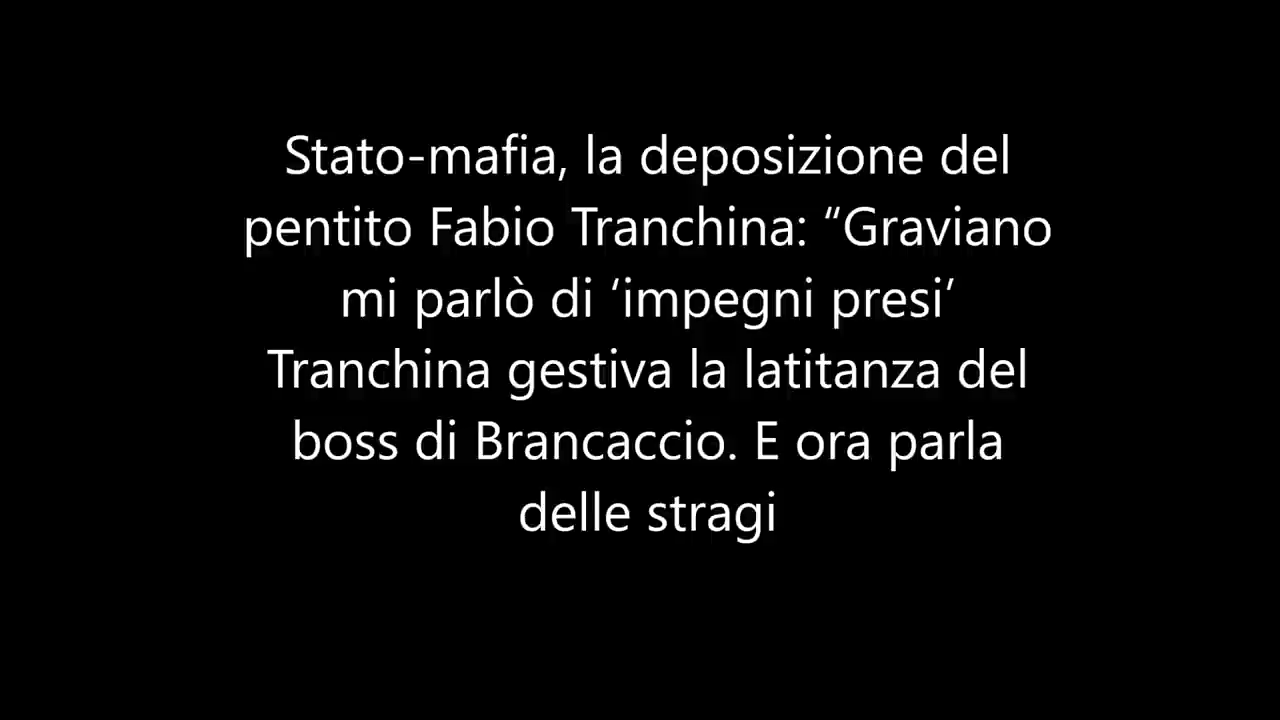 Stato-mafia, la deposizione del
pentito Fabio Tranchina: “Graviano
mi parlò di ‘impegni presi’
Tranchina gestiva la latitanza del
boss di Brancaccio. E ora parla
delle stragi